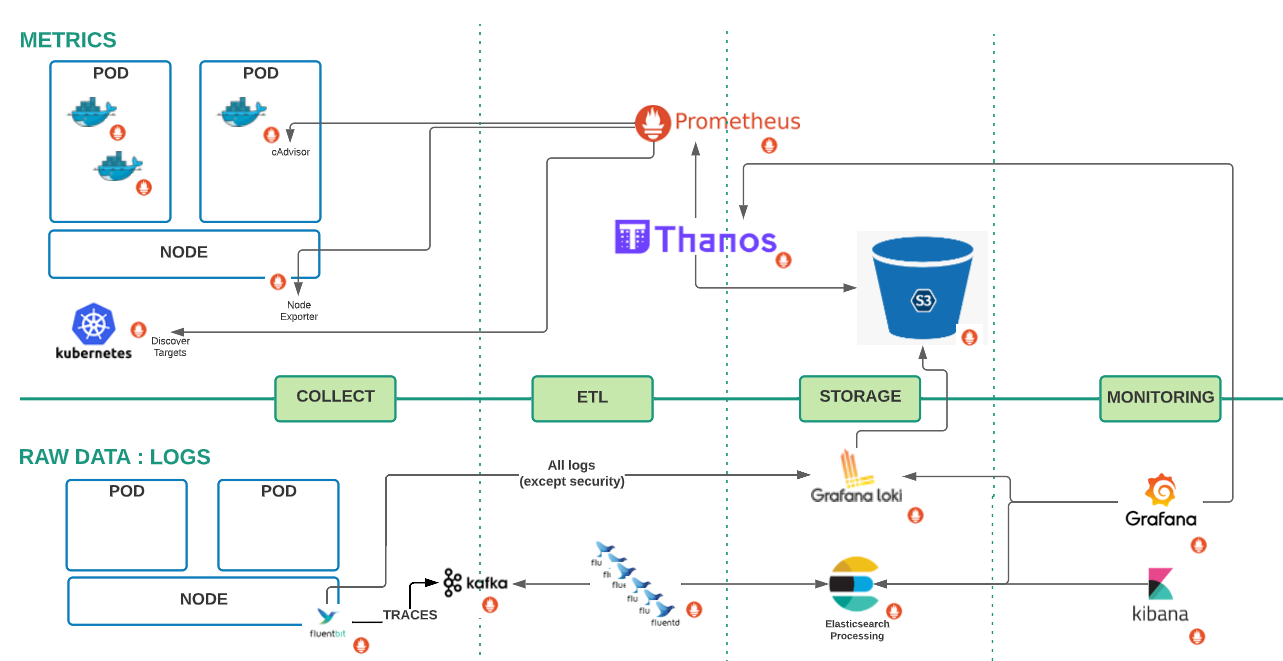 METRICS
POD
POD
cAdvisor
Prometheus
NODE
Thanos
S3
Node
Exporter
kubernetes
Discover
Targets
COLLECT
ETL
STORAGE
MONITORING
RAW DATA : LOGS
POD
POD
All logs
(except security)
Grafana loki
Grafana
NODE
kafka
flu
flu
flu
flu
fluentd
TRACES
fluentbit
Elasticsearch
Processing
kibana